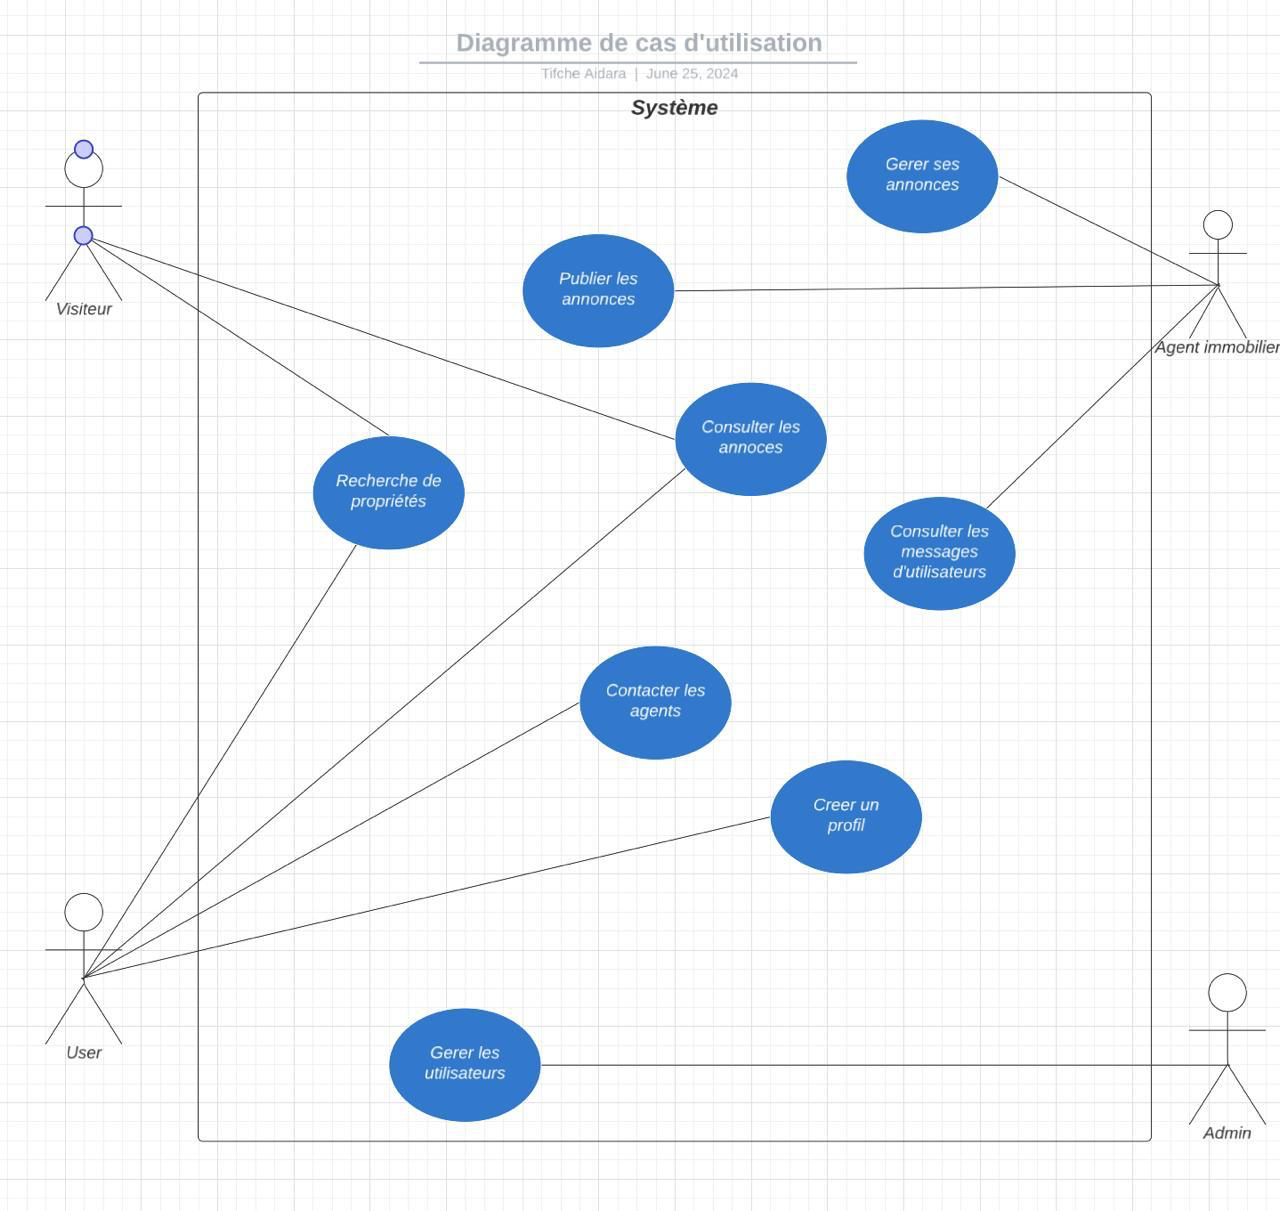 Diagramme de cas d'utilisation
Tifche Aidara | June 25, 2024
Système
Gerer ses
annonces
Publier les
annonces
Visiteur
Agent immobilier
Consulter les
annoces
Recherche de
propriétés
Consulter les
messages
d'utilisateurs
Contacter les
agents
Creer un
profil
User
Gerer les
utilisateurs
Admin